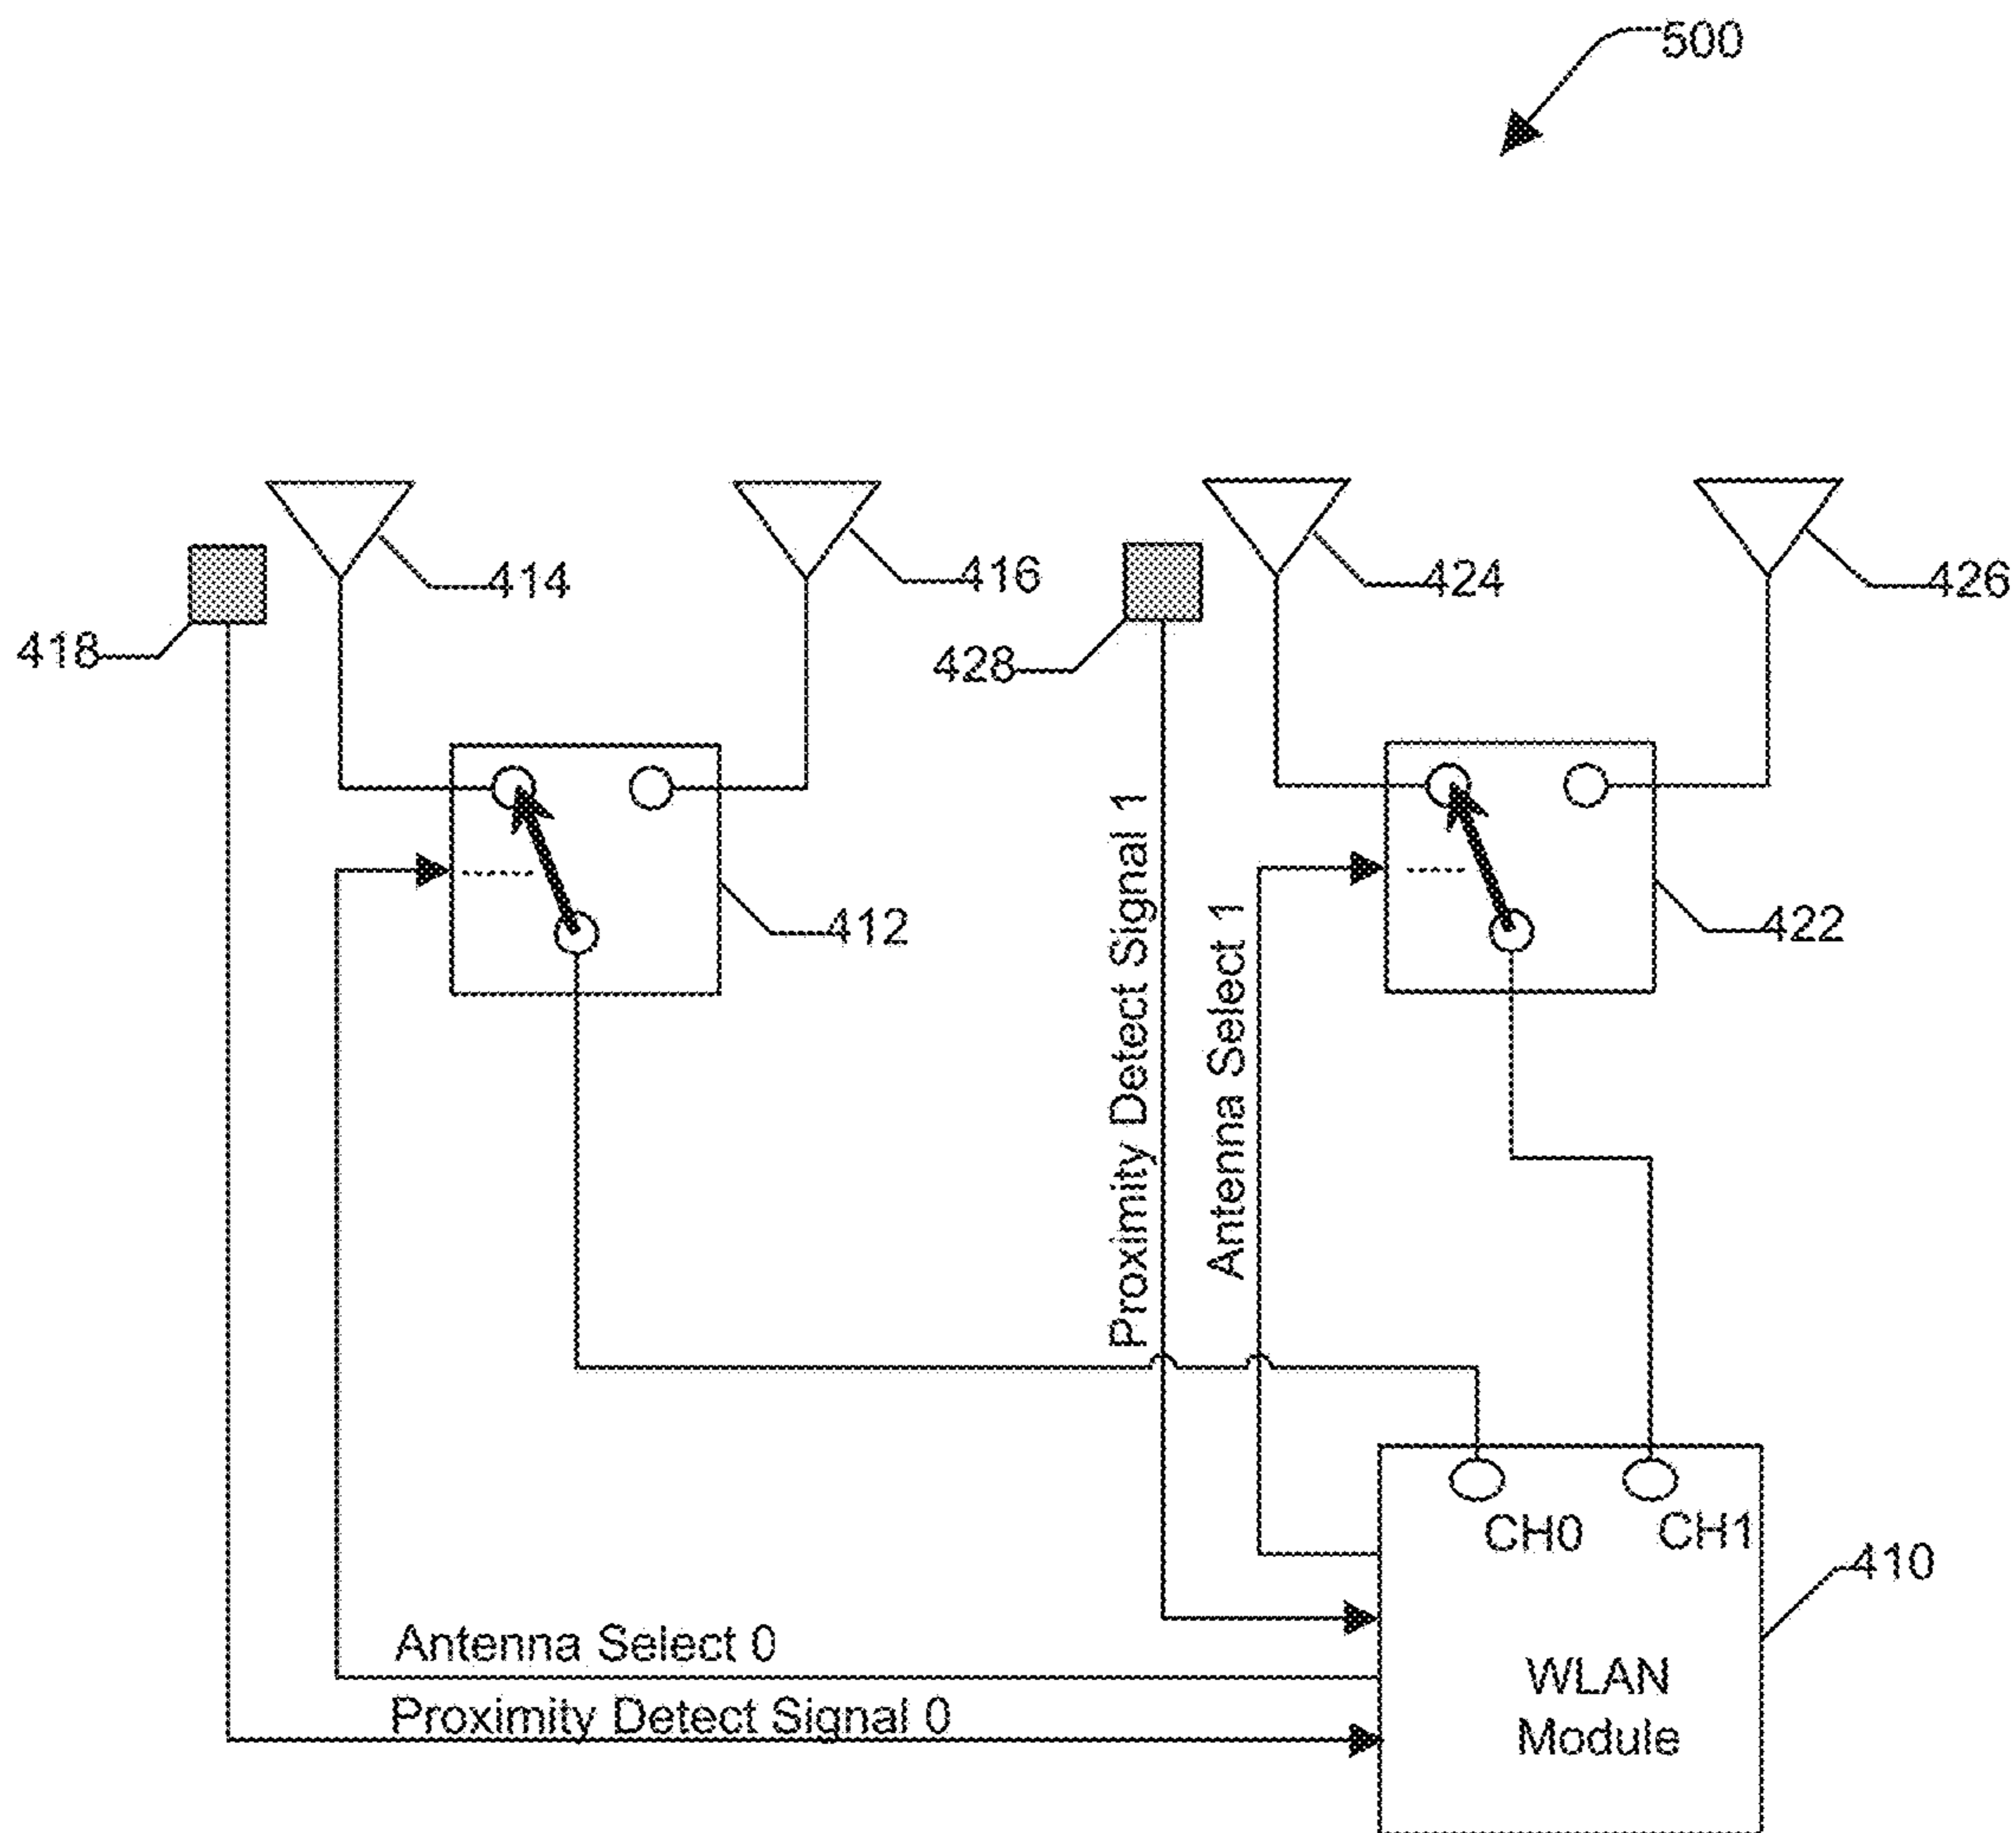 500
414
416
424
426
418
428
412
422
Proximity Detect Signal 1
Antenna Select 1
CH0
CH1
410
Antenna Select 0
WLAN
Module
Proximity Detect Signal 0